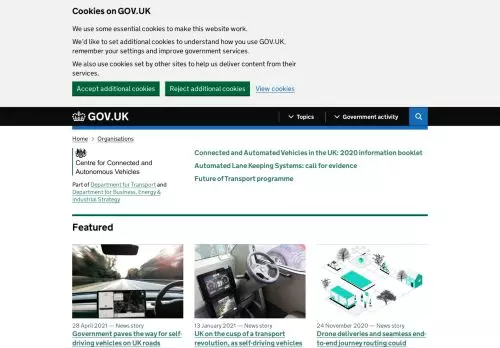 Cookies on GOV.UK
We use some essential cookies to make this website work.
We'd like to set additional cookies to understand how you use GOV.UK,
remember your settings and improve government services.
We also use cookies set by other sites to help us deliver content from their
services.
Accept additional cookies
Reject additional cookies
View cookies
GOV.UK
Topics
Government activity
Home > Organisations
Centre for Connected and
Autonomous Vehicles
Part of Department for Transport and
Department for Business, Energy &
Industrial Strategy
Connected and Automated Vehicles in the UK: 2020 information booklet
Automated Lane Keeping Systems: call for evidence
Future of Transport programme
Featured
28 April 2021 — News story
Government paves the way for self-
driving vehicles on UK roads
13 January 2021 — News story
UK on the cusp of a transport
revolution, as self-driving vehicles
24 November 2020 — News story
Drone deliveries and seamless end-
to-end journey routing could